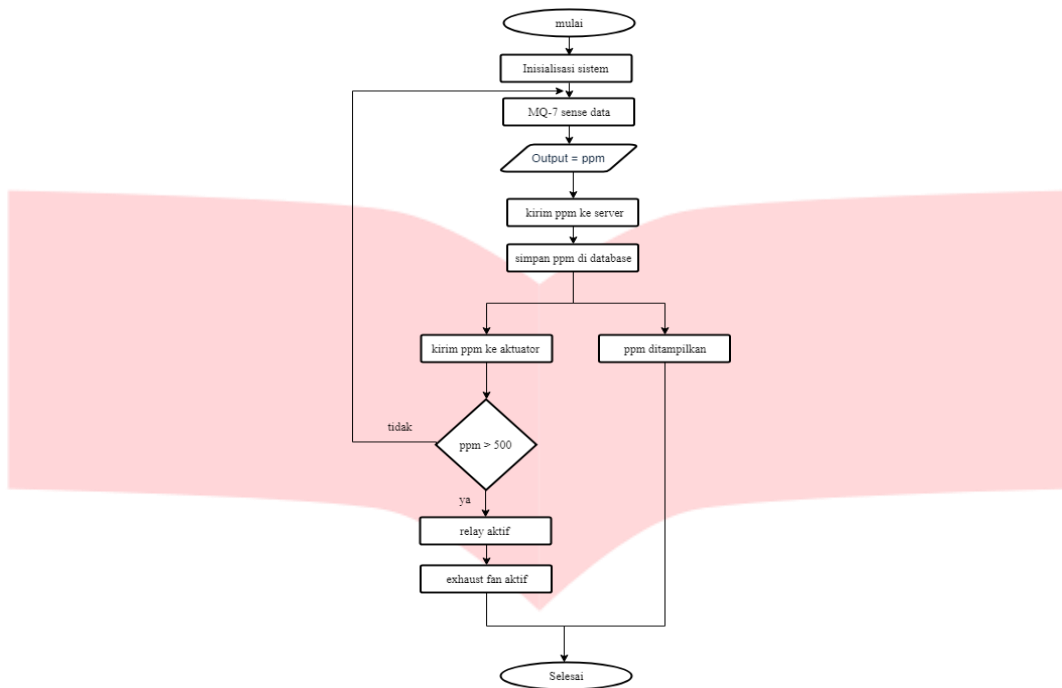 mulai
Inisialisasi sistem
MQ-7 sense data
Output = ppm
kirim ppm ke server
simpan ppm di database
kirim ppm ke aktuator
ppm ditampilkan
tidak
ppm > 500
ya
relay aktif
exhaust fan aktif
Selesai